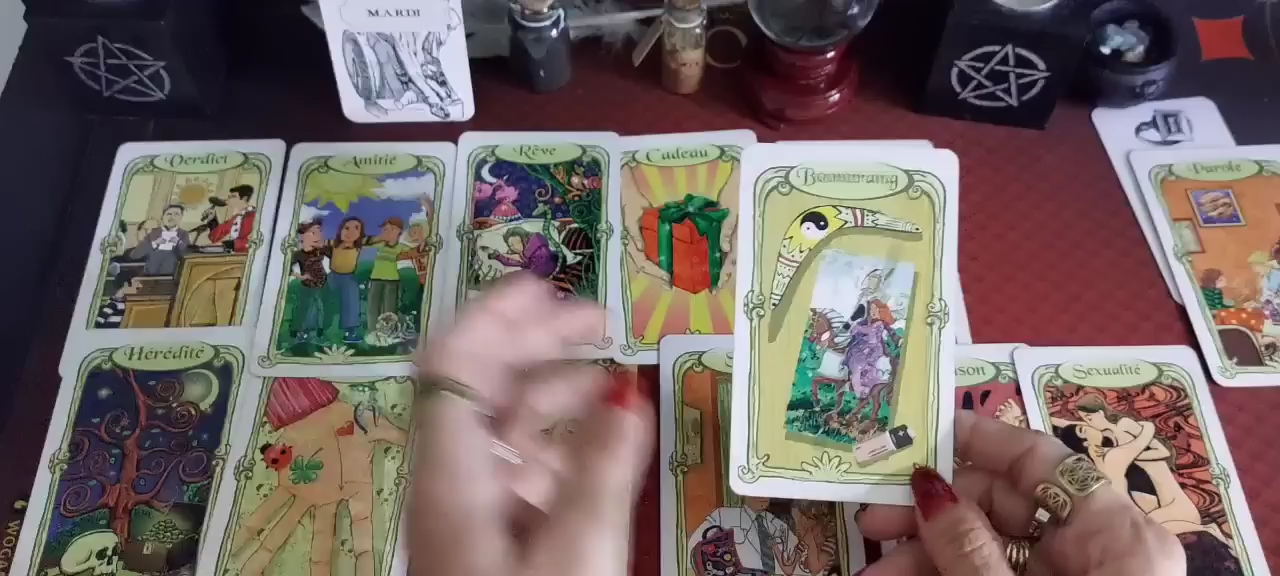 MARDI
Verdict
Amitié
Rêve
Cadeau
Boomerang
Parole
Hérédité
Sexualité